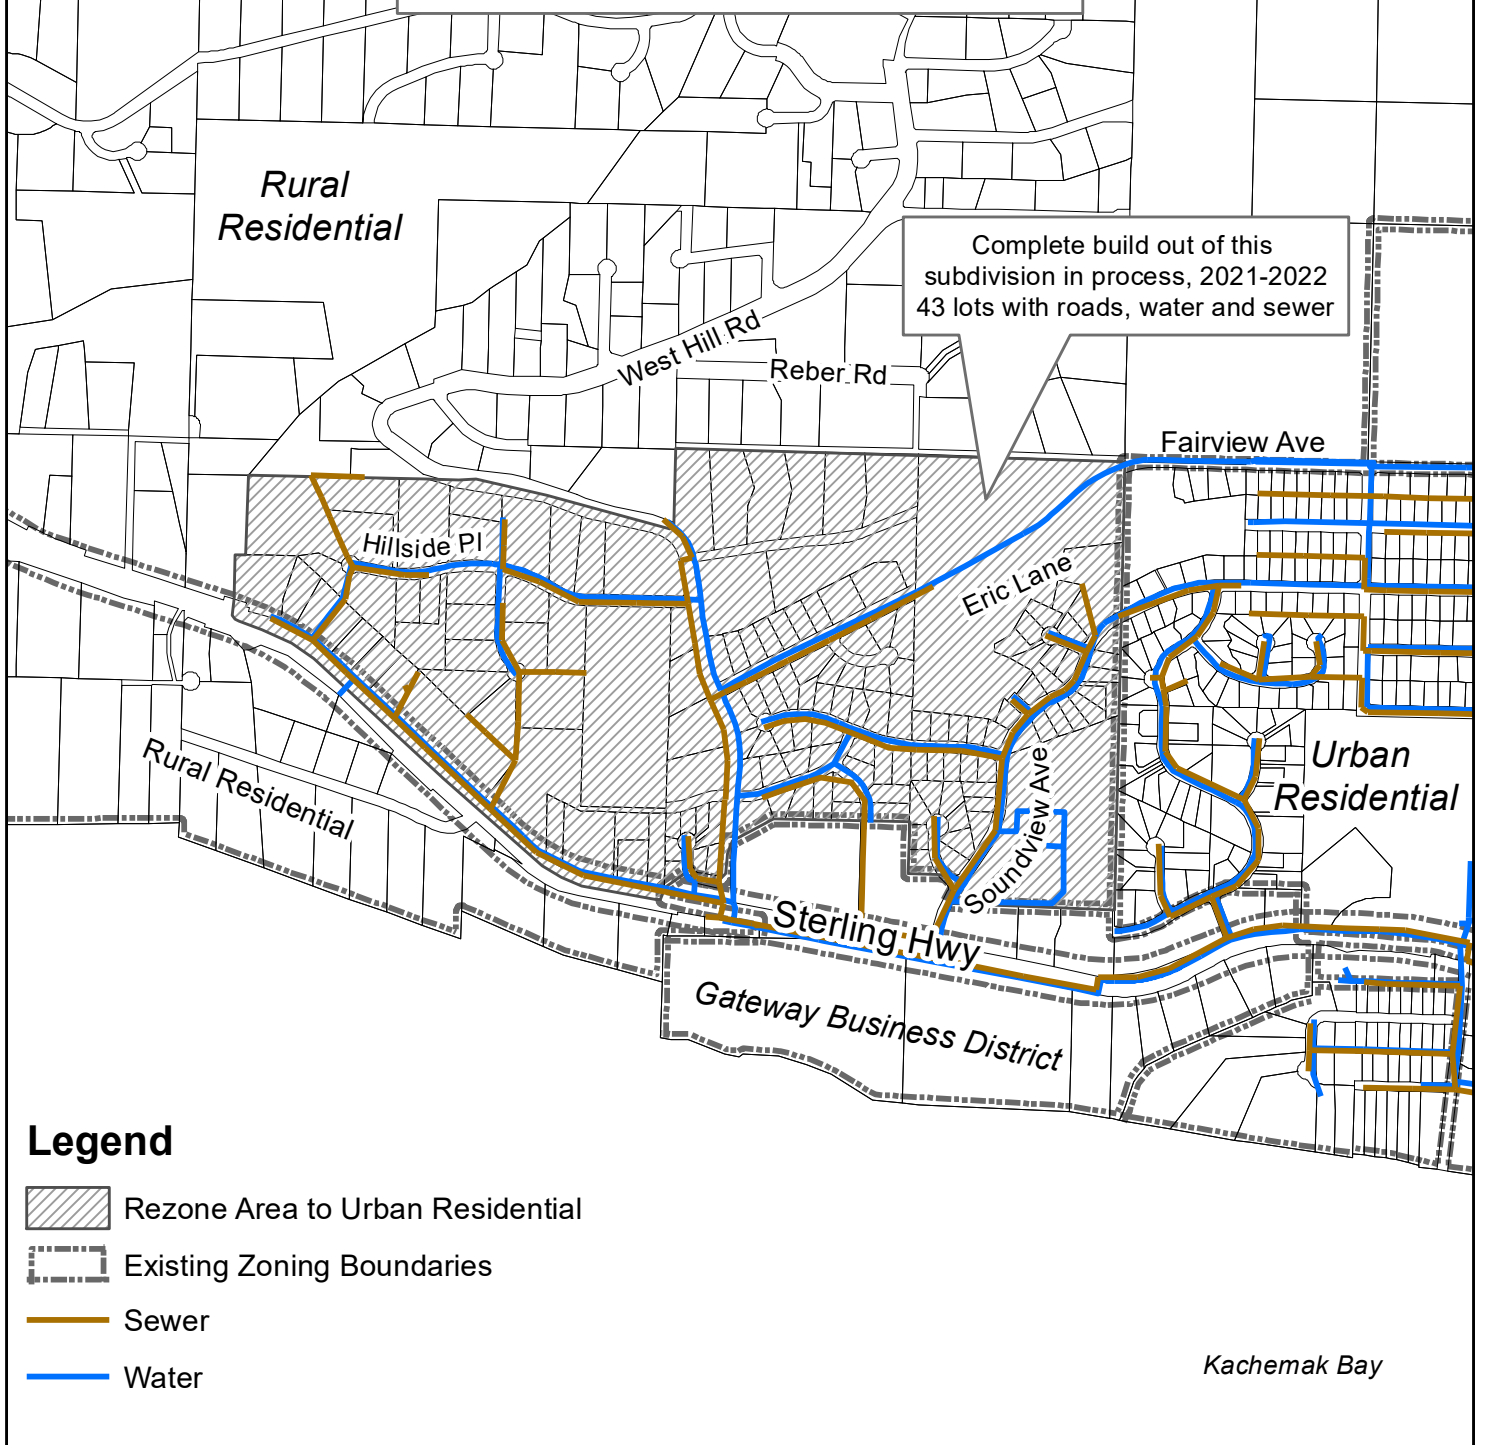 Rural
Residential
Complete build out of this
subdivision in process, 2021-2022
43 lots with roads, water and sewer
West Hill Rd
Reber Rd
Fairview Ave
Hillside Pl
Eric Lane
Rural Residential
Soundview Ave
Urban
Residential
Sterling Hwy
Gateway Business District
Legend
Rezone Area to Urban Residential
Existing Zoning Boundaries
Sewer
Water
Kachemak Bay